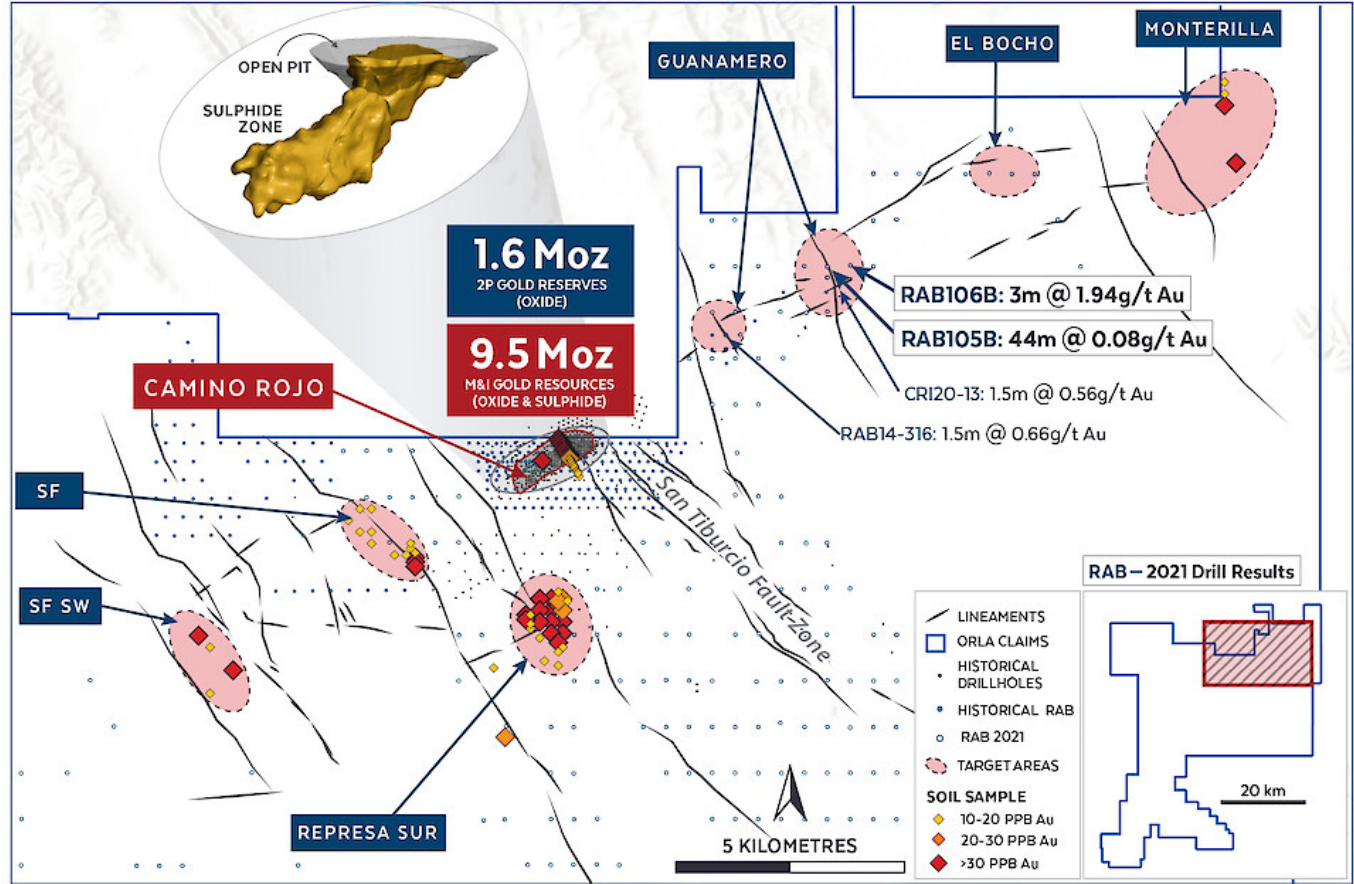 OPEN PIT
SULPHIDE
ZONE
GUANAMERO
EL BOCHO
MONTERILLA
1.6 Moz
2P GOLD RESERVES
(OXIDE)
9.5 Moz
M&I GOLD RESOURCES
(OXIDE & SULPHIDE)
CAMINO ROJO
RAB106B: 3m @ 1.94g/t Au
RAB105B: 44m @ 0.08g/t Au
CRI20-13: 1.5m @ 0.56g/t Au
RAB14-316: 1.5m @ 0.66g/t Au
SF
SF SW
San Tiburcio Fault-Zone
REPRESA SUR
5 KILOMETRES
RAB – 2021 Drill Results
LINEAMENTS
ORLA CLAIMS
HISTORICAL
DRILLHOLES
HISTORICAL RAB
RAB 2021
TARGET AREAS
SOIL SAMPLE
10-20 PPB Au
20-30 PPB Au
>30 PPB Au
20 km